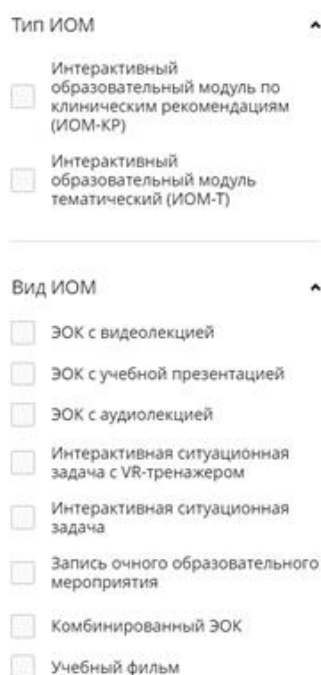 Тип ИОМ
Интерактивный
образовательный модуль по
клиническим рекомендациям
(ИОМ-КР)
Интерактивный
образовательный модуль
тематический (ИОМ-Т)
Вид ИОМ
ЭОК с видеолекцией
ЭОК с учебной презентацией
ЭОК с аудиолекцией
Интерактивная ситуационная
задача с VR-тренажером
Интерактивная ситуационная
задача
Запись очного образовательного
мероприятия
Комбинированный ЭОК
Учебный фильм